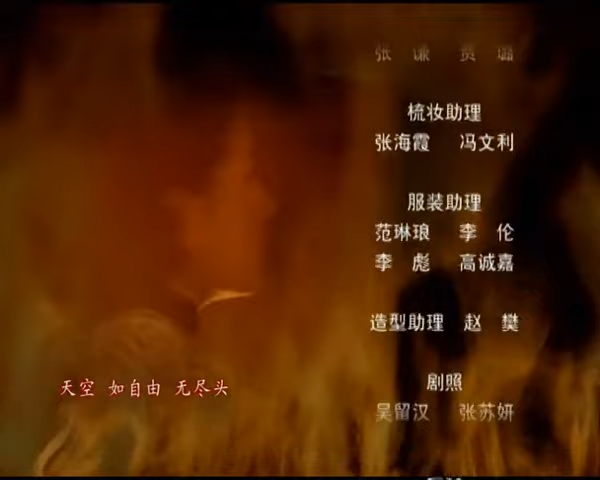 张 谦 贾 璐
梳妆助理
张海霞 冯文利
服装助理
范琳琅 李 伦
李 彪 高诚嘉
造型助理 赵 樊
剧照
吴留汉 张苏妍
天空 如自由 无尽头